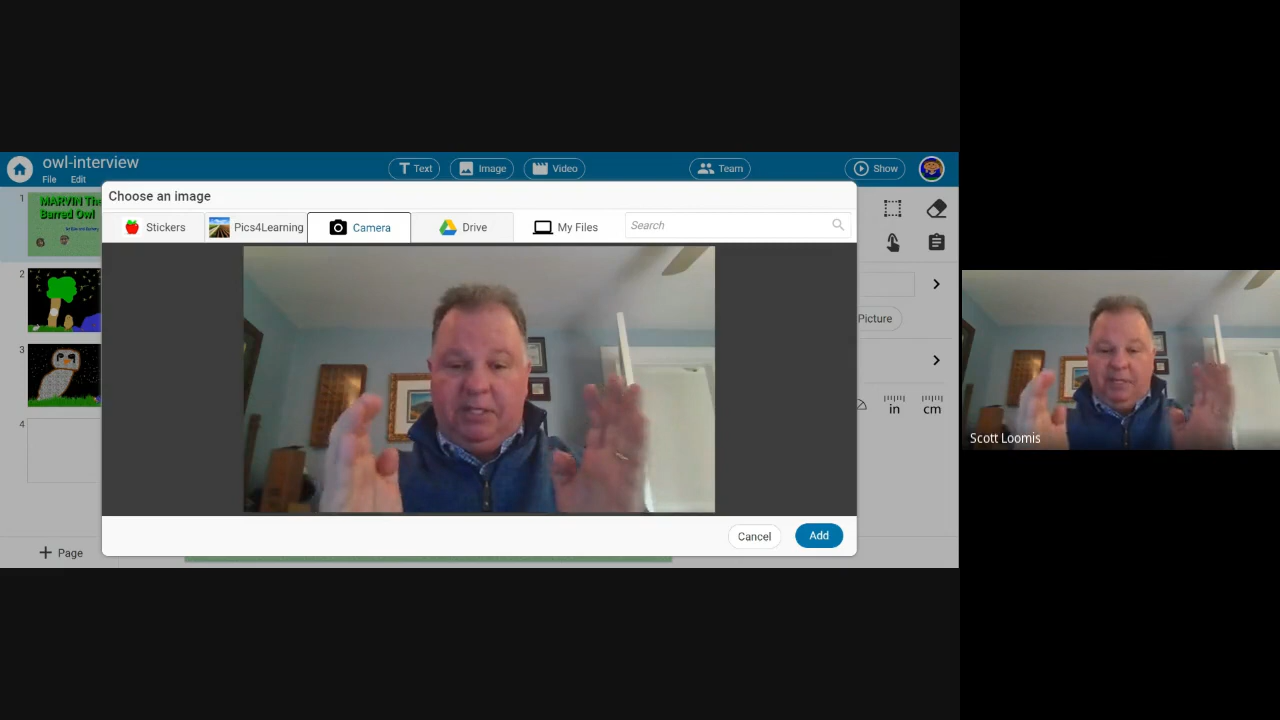 owl-interview
File Edit
Text Image Video Team Show
1
MARVIN The
Barred Owl
2
3
4
Page
Choose an image
Stickers Pics4Learning Camera Drive My Files Search
Picture
in cm
Cancel Add
Scott Loomis